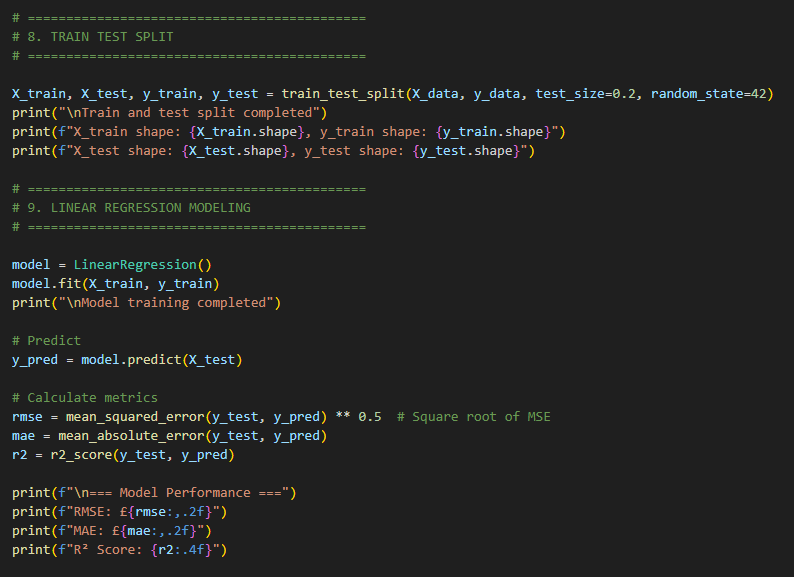 # ============================================
# 8. TRAIN TEST SPLIT
# ============================================
X_train, X_test, y_train, y_test = train_test_split(X_data, y_data, test_size=0.2, random_state=42)
print("\nTrain and test split completed")
print(f"X_train shape: {X_train.shape}, y_train shape: {y_train.shape}")
print(f"X_test shape: {X_test.shape}, y_test shape: {y_test.shape}")
# ============================================
# 9. LINEAR REGRESSION MODELING
# ============================================
model = LinearRegression()
model.fit(X_train, y_train)
print("\nModel training completed")
# Predict
y_pred = model.predict(X_test)
# Calculate metrics
rmse = mean_squared_error(y_test, y_pred) ** 0.5  # Square root of MSE
mae = mean_absolute_error(y_test, y_pred)
r2 = r2_score(y_test, y_pred)
print(f"\n=== Model Performance ===")
print(f"RMSE: £{rmse:,.2f}")
print(f"MAE: £{mae:,.2f}")
print(f"R² Score: {r2:.4f}")